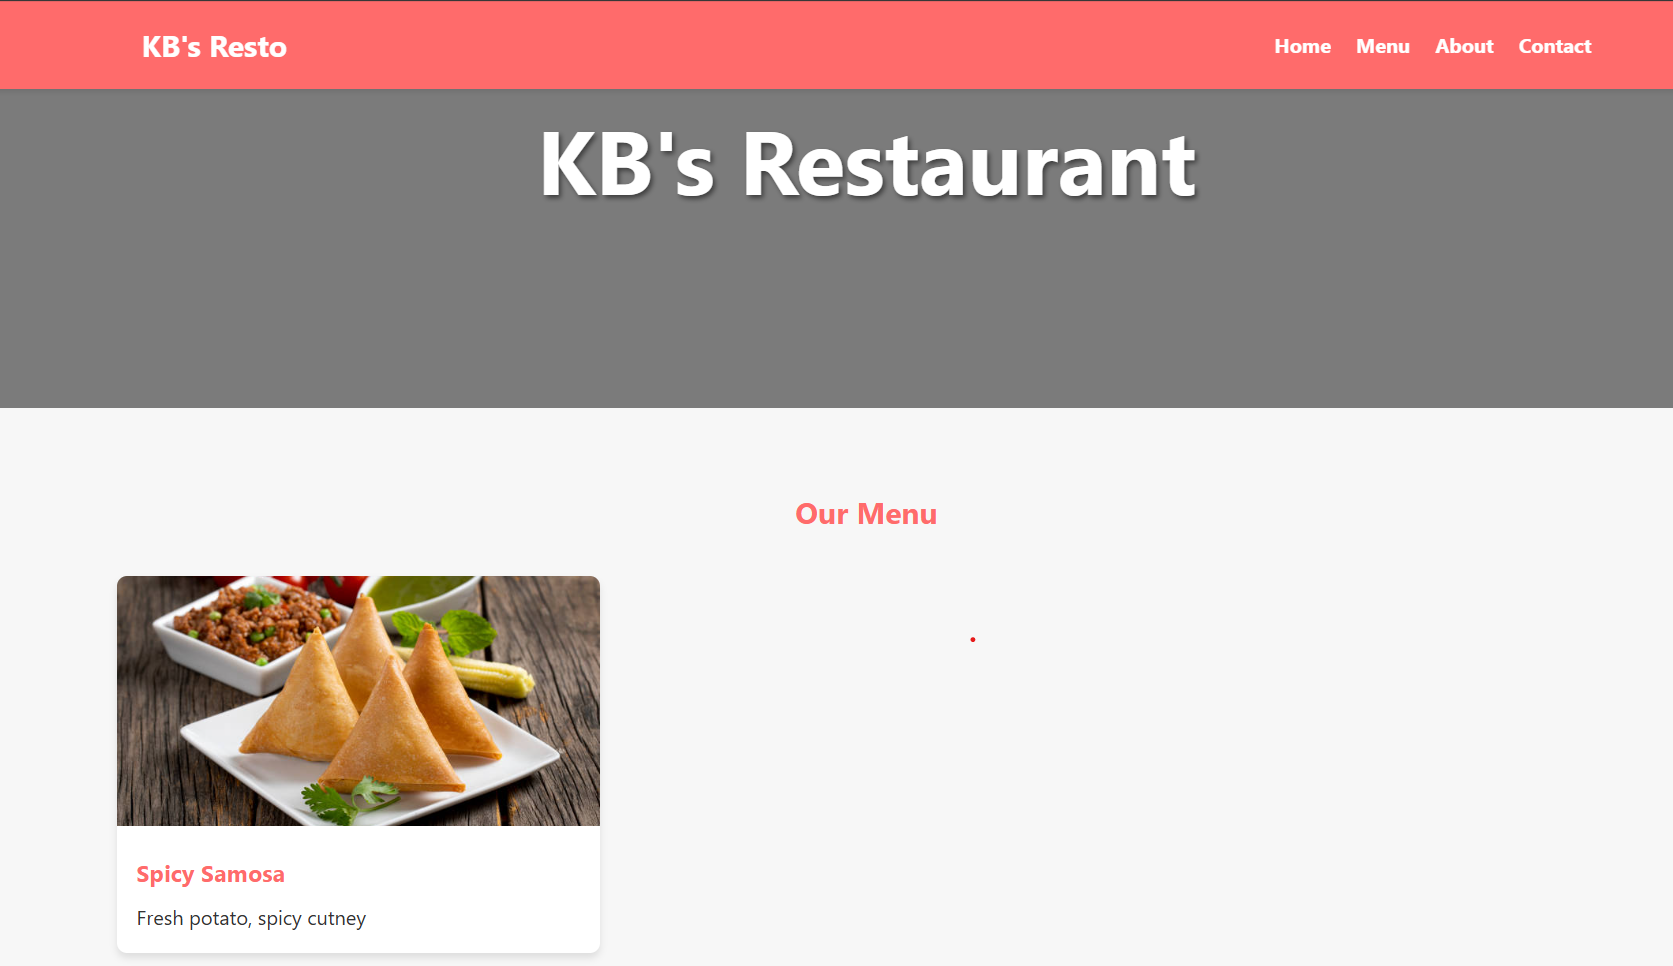 KB's Resto
Home Menu About Contact
KB's Restaurant
Our Menu
Spicy Samosa
Fresh potato, spicy cutney